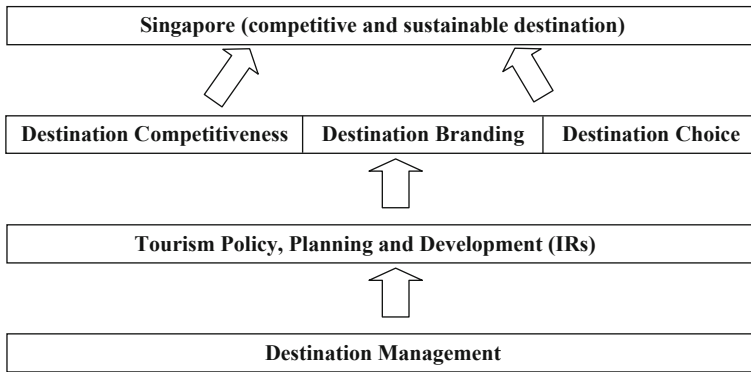 Singapore (competitive and sustainable destination)
Destination Competitiveness
Destination Branding
Destination Choice
Tourism Policy, Planning and Development (IRs)
Destination Management